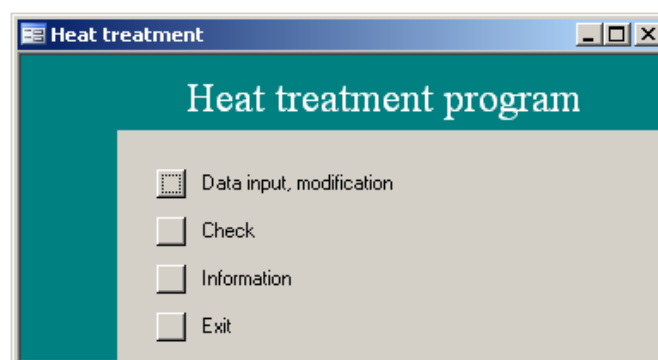 Heat treatment
Heat treatment program
Data input, modification
Check
Information
Exit